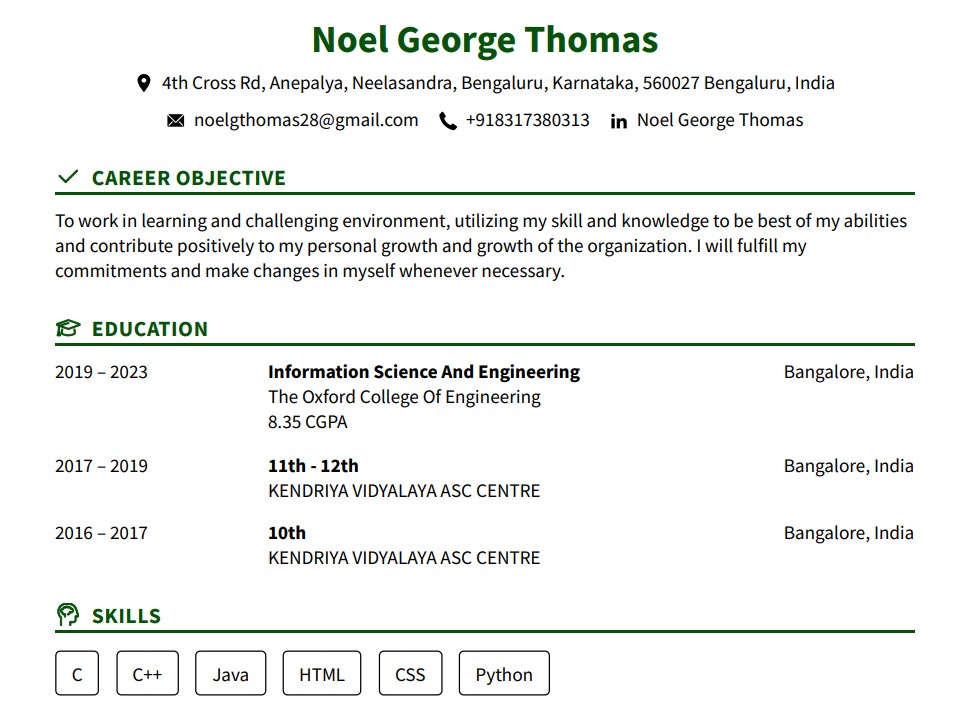 Noel George Thomas
4th Cross Rd, Anepalya, Neelasandra, Bengaluru, Karnataka, 560027 Bengaluru, India
noelgthomas28@gmail.com +918317380313 in Noel George Thomas
CAREER OBJECTIVE
To work in learning and challenging environment, utilizing my skill and knowledge to be best of my abilities
and contribute positively to my personal growth and growth of the organization. I will fulfill my
commitments and make changes in myself whenever necessary.
EDUCATION
2019 – 2023 Information Science And Engineering Bangalore, India
The Oxford College Of Engineering
8.35 CGPA
2017 – 2019 11th - 12th Bangalore, India
KENDRIYA VIDYALAYA ASC CENTRE
2016 – 2017 10th Bangalore, India
KENDRIYA VIDYALAYA ASC CENTRE
SKILLS
C C++ Java HTML CSS Python